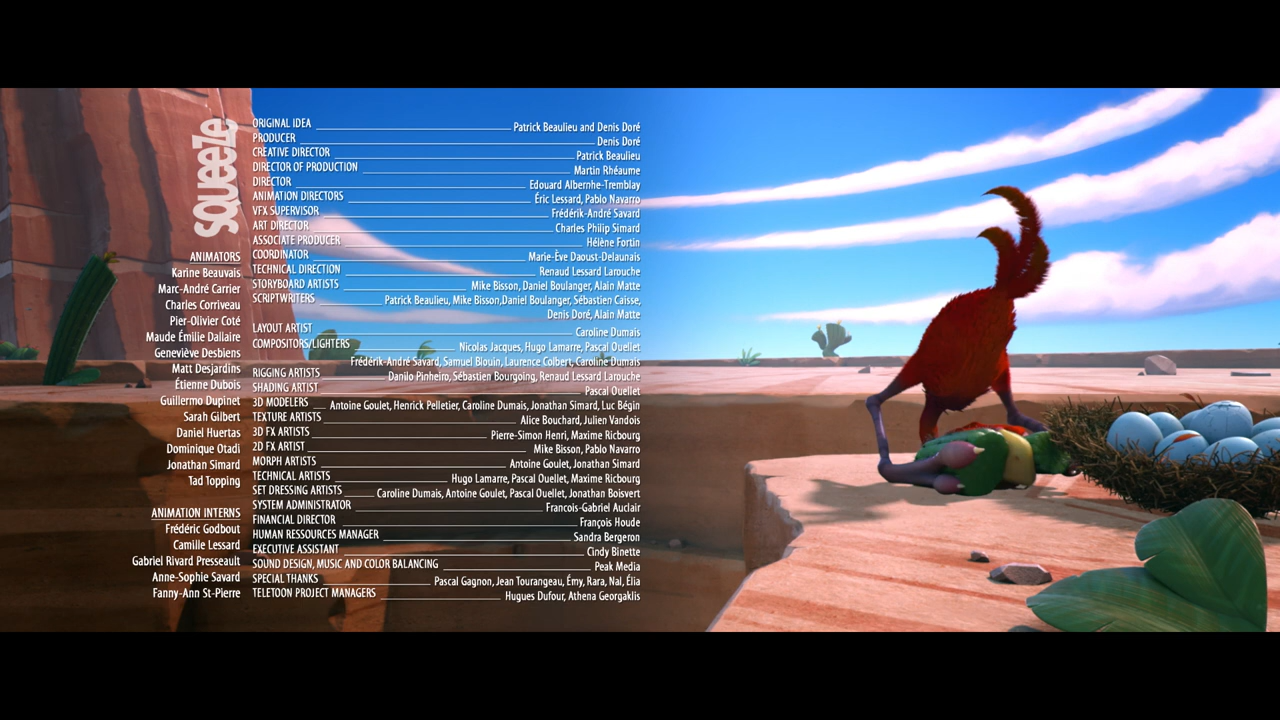 squeeze
ANIMATORS
Karine Beauvais
Marc-André Carrier
Charles Corriveau
Pier-Olivier Coté
Maude Émilie Dallaire
Geneviève Desbiens
Matt Desjardins
Étienne Dubois
Guillermo Dupinet
Sarah Gilbert
Daniel Huertas
Dominique Otadi
Jonathan Simard
Tad Topping
ANIMATION INTERNS
Frédéric Godbout
Camille Lessard
Gabriel Rivard Presseault
Anne-Sophie Savard
Fanny-Ann St-Pierre
ORIGINAL IDEA Patrick Beaulieu and Denis Doré
PRODUCER Denis Doré
CREATIVE DIRECTOR Patrick Beaulieu
DIRECTOR OF PRODUCTION Martin Rhéaume
DIRECTOR Edouard Albernhe-Tremblay
ANIMATION DIRECTORS Éric Lessard, Pablo Navarro
VFX SUPERVISOR Frédérik-André Savard
ART DIRECTOR Charles Philip Simard
ASSOCIATE PRODUCER Hélène Fortin
COORDINATOR Marie-Ève Daoust-Delaunais
TECHNICAL DIRECTION Renaud Lessard Larouche
STORYBOARD ARTISTS Mike Bisson, Daniel Boulanger, Alain Matte
SCRIPTWRITERS Patrick Beaulieu, Mike Bisson,Daniel Boulanger, Sébastien Caisse,
Denis Doré, Alain Matte
LAYOUT ARTIST Caroline Dumais
COMPOSITORS/LIGHTERS Nicolas Jacques, Hugo Lamarre, Pascal Ouellet
Frédérik-André Savard, Samuel Blouin, Laurence Colbert, Caroline Dumais
RIGGING ARTISTS Danilo Pinheiro, Sébastien Bourgoing, Renaud Lessard Larouche
SHADING ARTIST Pascal Ouellet
3D MODELERS Antoine Goulet, Henrick Pelletier, Caroline Dumais, Jonathan Simard, Luc Bégin
TEXTURE ARTISTS Alice Bouchard, Julien Vandois
3D FX ARTISTS Pierre-Simon Henri, Maxime Ricbourg
2D FX ARTIST Mike Bisson, Pablo Navarro
MORPH ARTISTS Antoine Goulet, Jonathan Simard
TECHNICAL ARTISTS Hugo Lamarre, Pascal Ouellet, Maxime Ricbourg
SET DRESSING ARTISTS Caroline Dumais, Antoine Goulet, Pascal Ouellet, Jonathan Boisvert
SYSTEM ADMINISTRATOR Francois-Gabriel Auclair
FINANCIAL DIRECTOR François Houde
HUMAN RESSOURCES MANAGER Sandra Bergeron
EXECUTIVE ASSISTANT Cindy Binette
SOUND DESIGN, MUSIC AND COLOR BALANCING Peak Media
SPECIAL THANKS Pascal Gagnon, Jean Tourangeau, Émy, Rara, Nal, Élia
TELETOON PROJECT MANAGERS Hugues Dufour, Athena Georgaklis